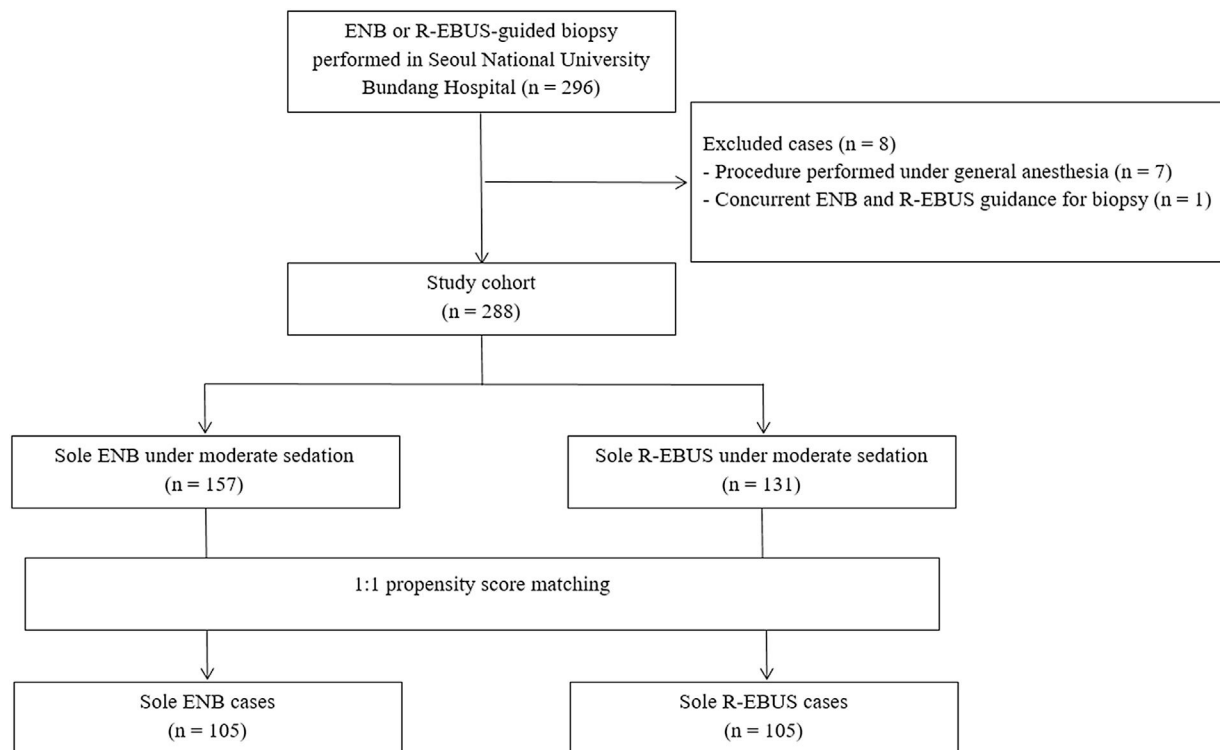 ENB or R-EBUS-guided biopsy
performed in Seoul National University
Bundang Hospital (n = 296)
Excluded cases (n = 8)
- Procedure performed under general anesthesia (n = 7)
- Concurrent ENB and R-EBUS guidance for biopsy (n = 1)
Study cohort
(n = 288)
Sole ENB under moderate sedation
(n = 157)
Sole R-EBUS under moderate sedation
(n = 131)
1:1 propensity score matching
Sole ENB cases
(n = 105)
Sole R-EBUS cases
(n = 105)